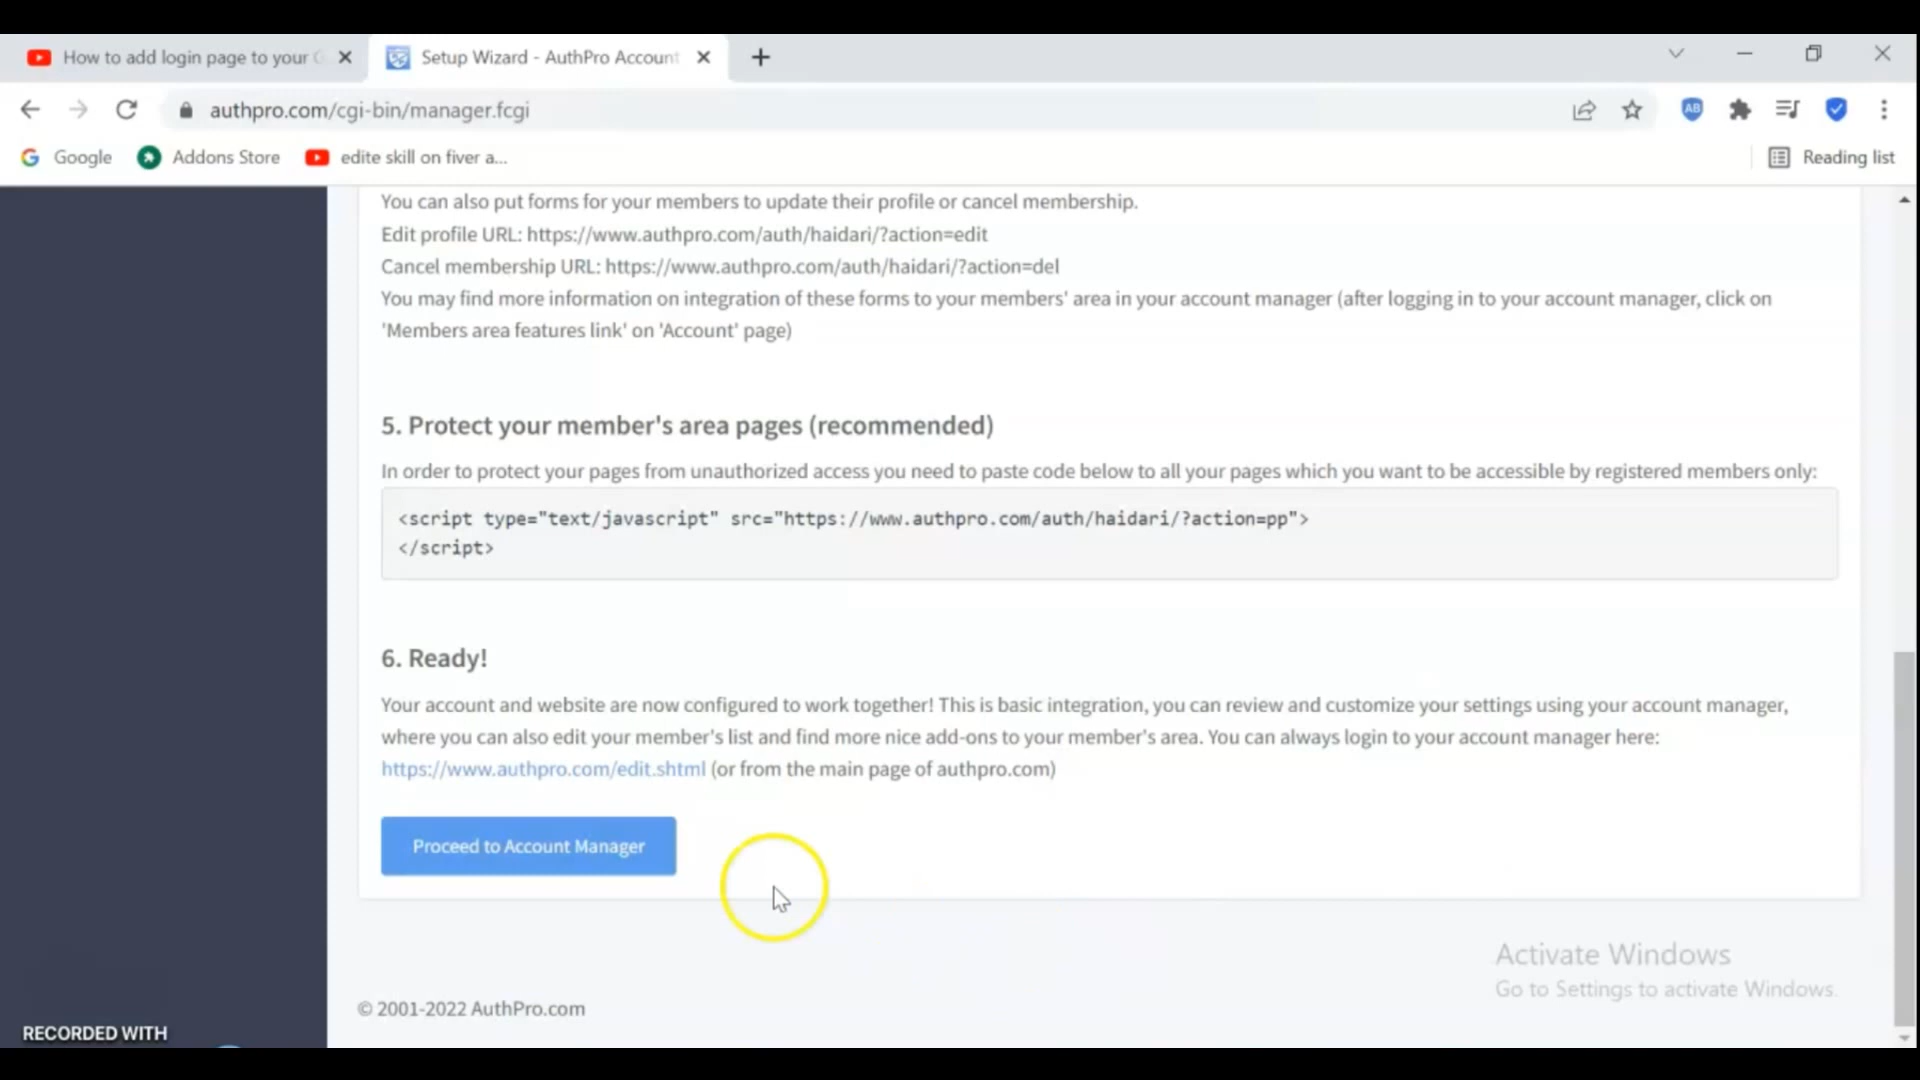 How to add login page to your G
Setup Wizard - AuthPro Account
authpro.com/cgi-bin/manager.fcgi
AB
Google
Addons Store
edite skill on fiver a...
Reading list
You can also put forms for your members to update their profile or cancel membership.
Edit profile URL: https://www.authpro.com/auth/haidari/?action=edit
Cancel membership URL: https://www.authpro.com/auth/haidari/?action=del
You may find more information on integration of these forms to your members' area in your account manager (after logging in to your account manager, click on
'Members area features link' on 'Account' page)
5. Protect your member's area pages (recommended)
In order to protect your pages from unauthorized access you need to paste code below to all your pages which you want to be accessible by registered members only:
<script type="text/javascript" src="https://www.authpro.com/auth/haidari/?action=pp">
</script>
6. Ready!
Your account and website are now configured to work together! This is basic integration, you can review and customize your settings using your account manager,
where you can also edit your member's list and find more nice add-ons to your member's area. You can always login to your account manager here:
https://www.authpro.com/edit.shtml (or from the main page of authpro.com)
Proceed to Account Manager
Activate Windows
Go to Settings to activate Windows.
© 2001-2022 AuthPro.com
RECORDED WITH